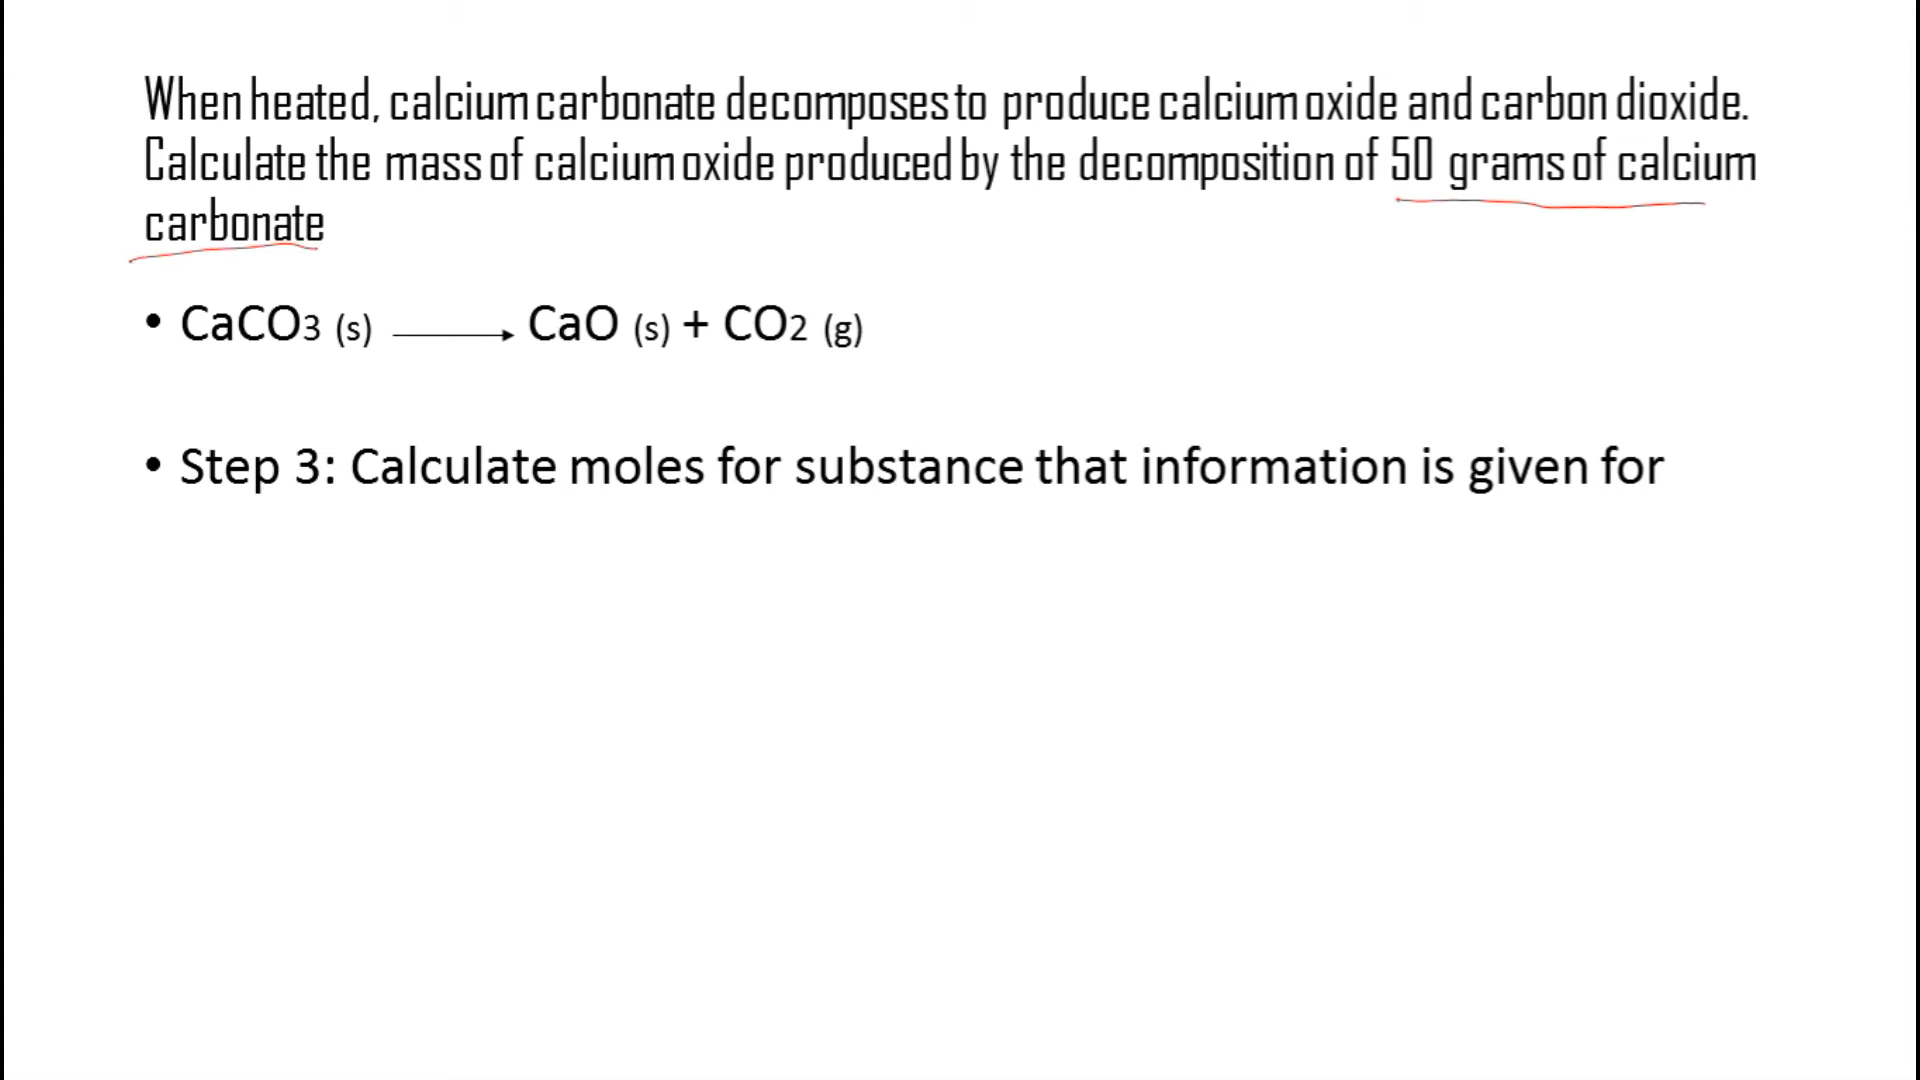 When heated, calcium carbonate decomposes to produce calcium oxide and carbon dioxide.
Calculate the mass of calcium oxide produced by the decomposition of 50 grams of calcium
carbonate
• CaCO3 (s) ⟶ CaO (s) + CO2 (g)
• Step 3: Calculate moles for substance that information is given for